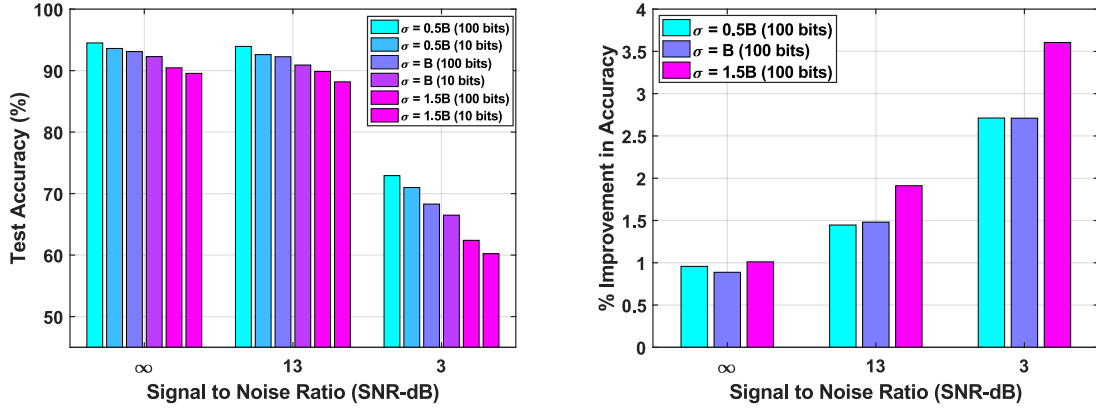 100
90
80
70
60
50
Test Accuracy (%)
σ = 0.5B (100 bits)
σ = 0.5B (10 bits)
σ = B (100 bits)
σ = B (10 bits)
σ = 1.5B (100 bits)
σ = 1.5B (10 bits)
∞ 13 3
Signal to Noise Ratio (SNR-dB)
4
3.5
3
2.5
2
1.5
1
0.5
0
% Improvement in Accuracy
σ = 0.5B (100 bits)
σ = B (100 bits)
σ = 1.5B (100 bits)
∞ 13 3
Signal to Noise Ratio (SNR-dB)